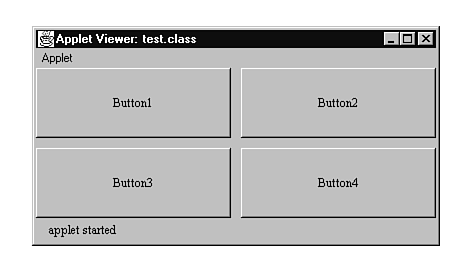 Applet Viewer: test.class
Applet
Button1 Button2
Button3 Button4
applet started